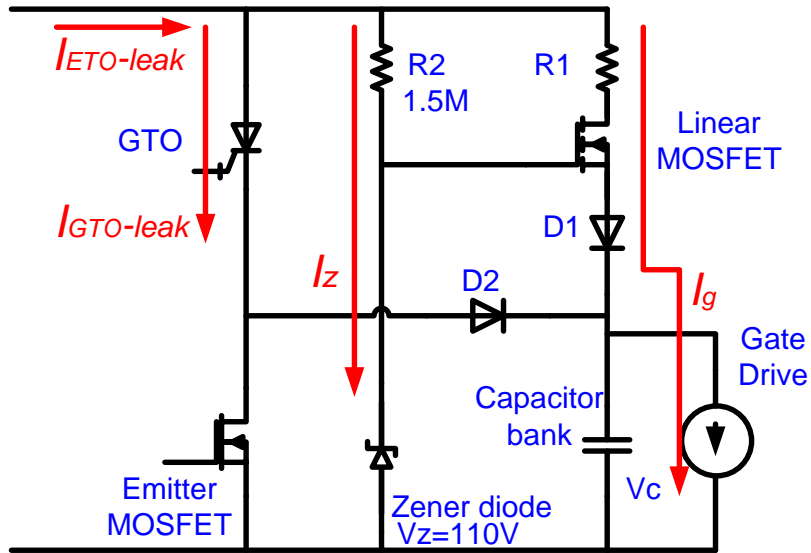 IETO-leak
R2
1.5M
R1
GTO
Linear
MOSFET
IGTO-leak
D1
Iz
D2
Ig
Gate
Drive
Capacitor
bank
Vc
Emitter
MOSFET
Zener diode
Vz=110V